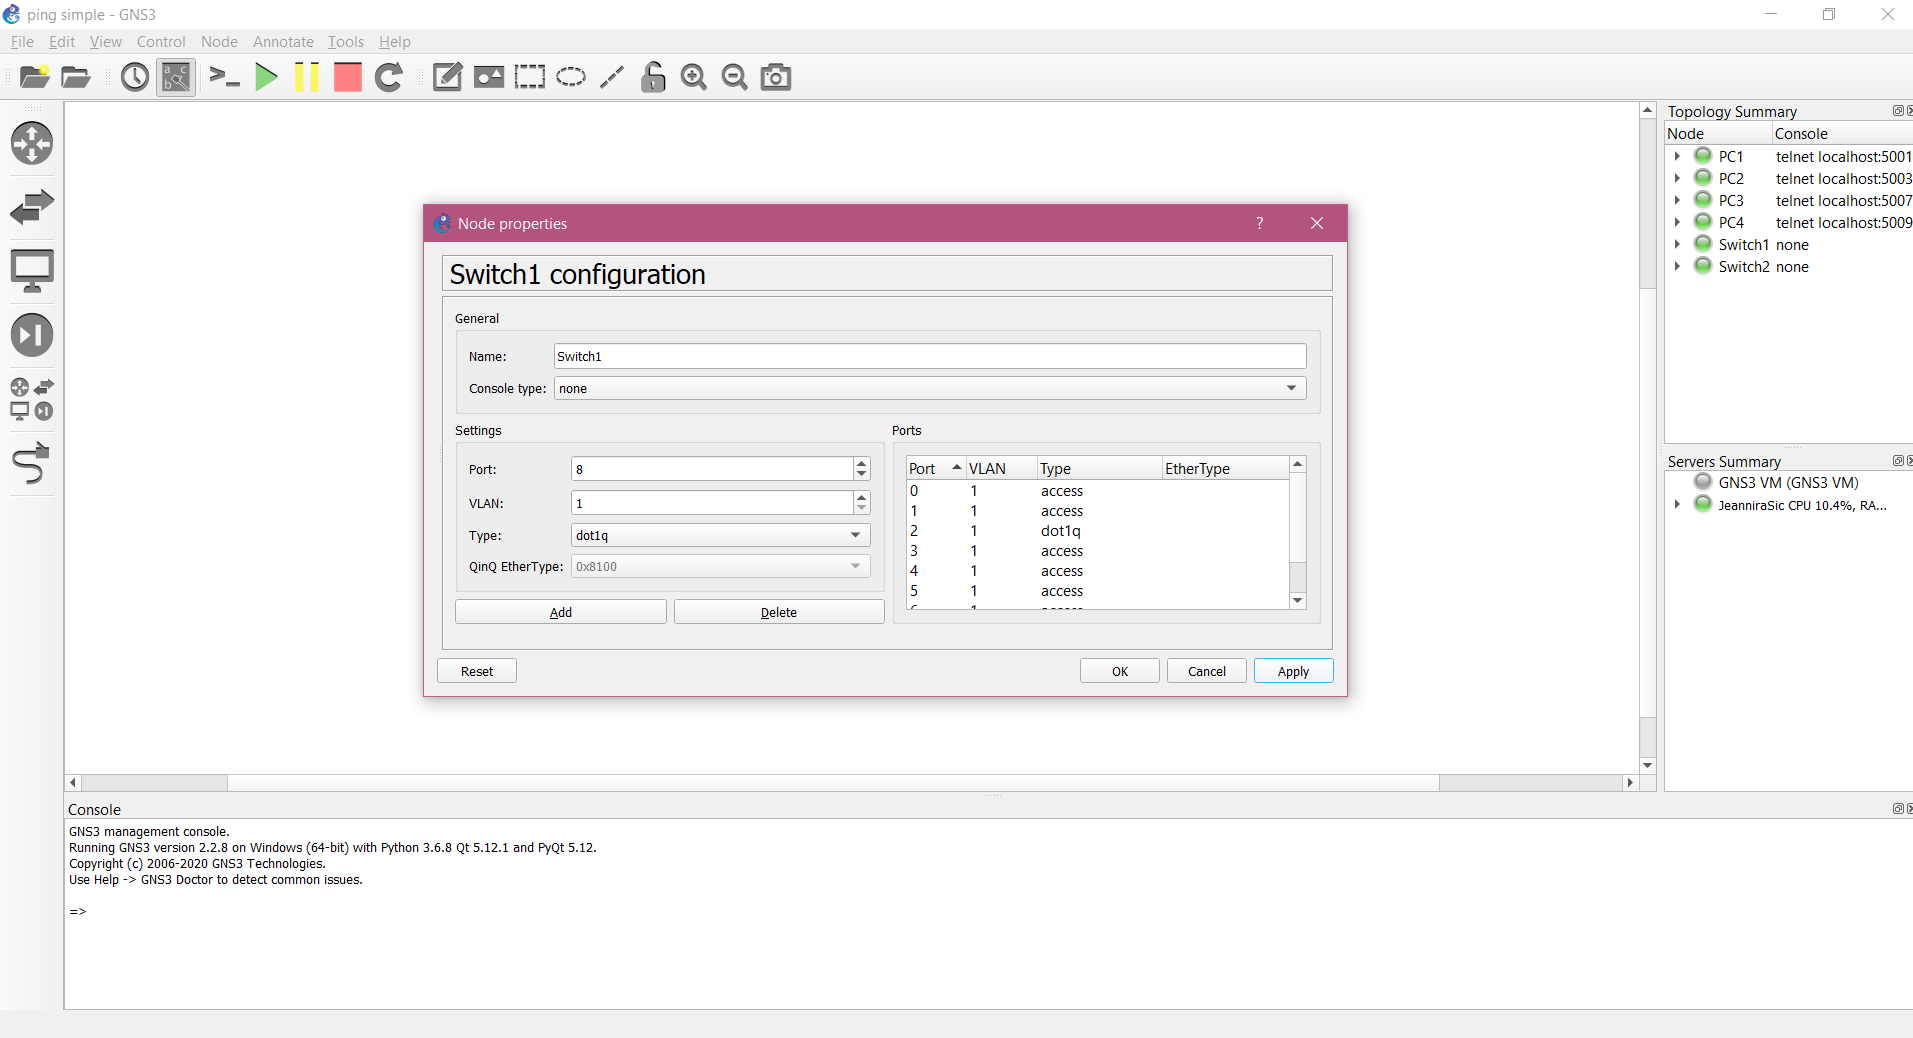 ping simple - GNS3
File Edit View Control Node Annotate Tools Help
Topology Summary
Node Console
PC1 telnet localhost:5001
PC2 telnet localhost:5003
PC3 telnet localhost:5007
PC4 telnet localhost:5009
Switch1 none
Switch2 none
Node properties
?
Switch1 configuration
General
Name: Switch1
Console type: none
Settings
Port: 8
VLAN: 1
Type: dot1q
QinQ EtherType: 0x8100
Add Delete
Ports
Port VLAN Type EtherType
0 1 access
1 1 access
2 1 dot1q
3 1 access
4 1 access
5 1 access
Reset OK Cancel Apply
Servers Summary
GNS3 VM (GNS3 VM)
JeanniraSic CPU 10.4%, RA...
Console
GNS3 management console.
Running GNS3 version 2.2.8 on Windows (64-bit) with Python 3.6.8 Qt 5.12.1 and PyQt 5.12.
Copyright (c) 2006-2020 GNS3 Technologies.
Use Help -> GNS3 Doctor to detect common issues.
=>